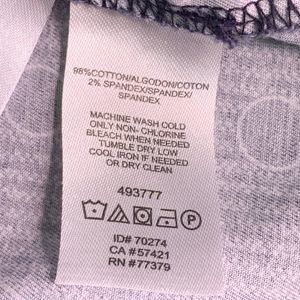 98%COTTON/ALGODON/COTON
2% SPANDEX/SPANDEX/
SPANDEX
MACHINE WASH COLD
ONLY NON-CHLORINE
BLEACH WHEN NEEDED
TUMBLE DRY LOW
COOL IRON IF NEEDED
OR DRY CLEAN
493777
ID# 70274
CA #57421
RN #77379